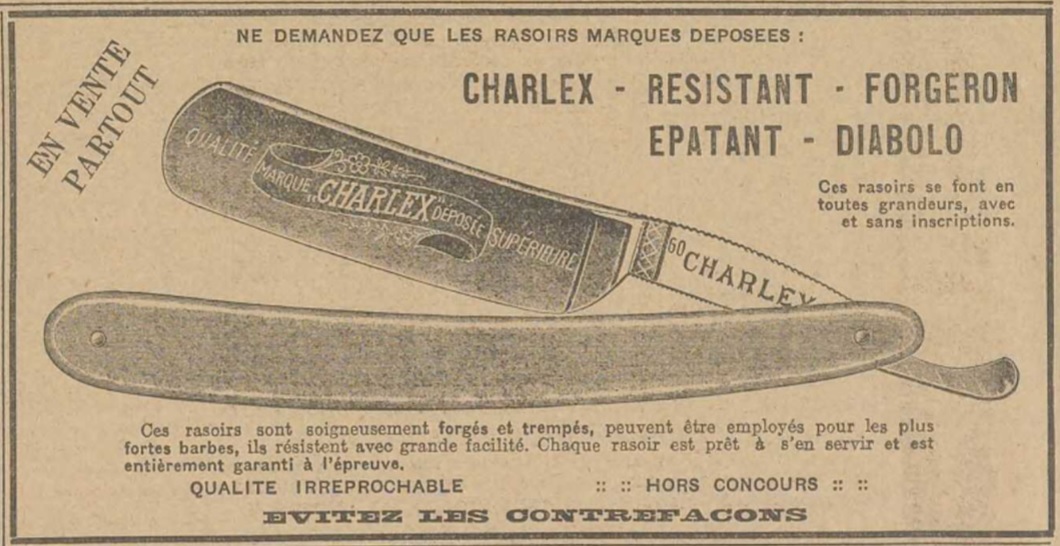 NE DEMANDEZ QUE LES RASOIRS MARQUES DEPOSEES :
EN VENTE
PARTOUT
CHARLEX - RESISTANT - FORGERON
EPATANT - DIABOLO
Ces rasoirs se font en
toutes grandeurs, avec
et sans inscriptions.
QUALITÉ MARQUE „CHARLEX" DÉPOSÉE SUPÉRIEURE
60 CHARLEX
Ces rasoirs sont soigneusement forgés et trempés, peuvent être employés pour les plus
fortes barbes, ils résistent avec grande facilité. Chaque rasoir est prêt à s'en servir et est
entièrement garanti à l'épreuve.
QUALITE IRREPROCHABLE :: :: HORS CONCOURS :: ::
EVITEZ LES CONTREFACONS